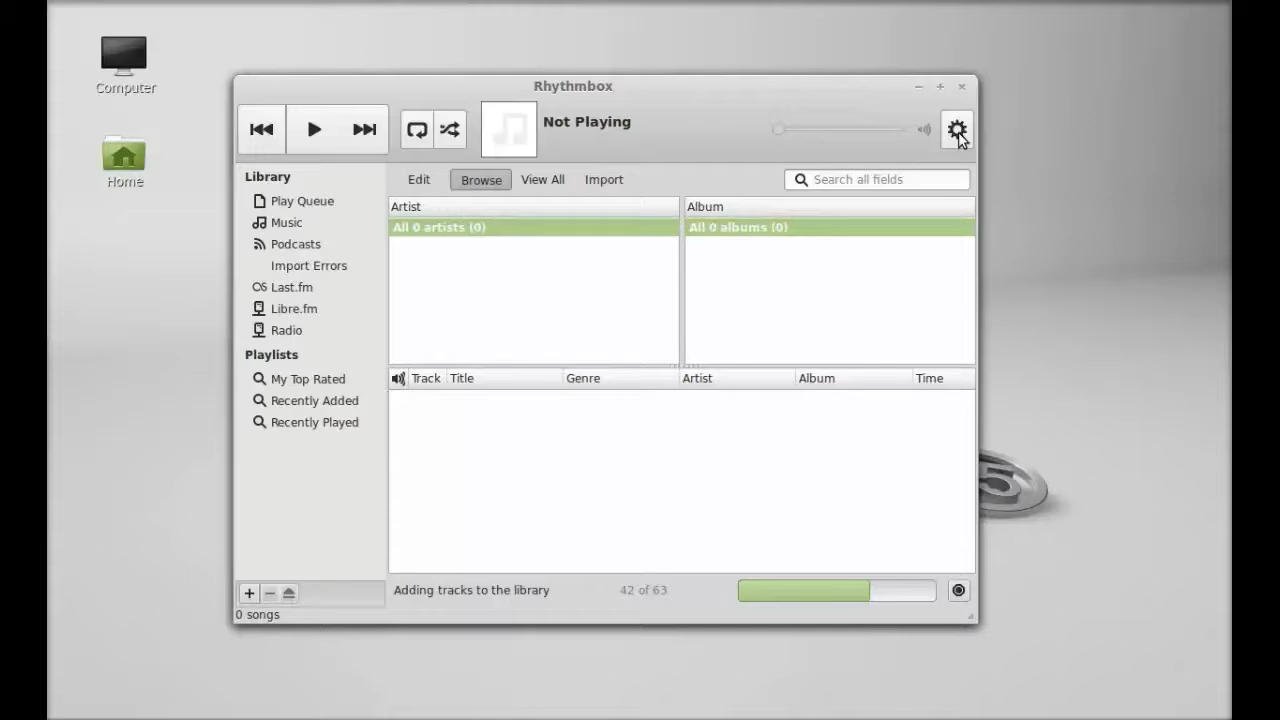 Computer
Home
Rhythmbox
Not Playing
Library
Play Queue
Music
Podcasts
Import Errors
Last.fm
Libre.fm
Radio
Playlists
My Top Rated
Recently Added
Recently Played
Edit Browse View All Import Search all fields
Artist Album
All 0 artists (0) All 0 albums (0)
Track Title Genre Artist Album Time
Adding tracks to the library 42 of 63
0 songs
5